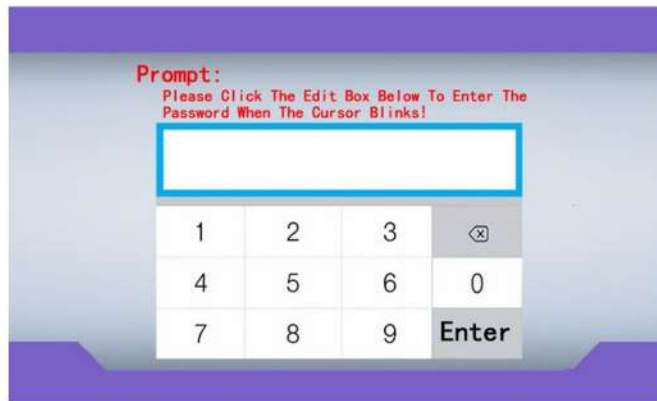 Prompt:
Please Click The Edit Box Below To Enter The
Password When The Cursor Blinks!
1 2 3
4 5 6 0
7 8 9 Enter